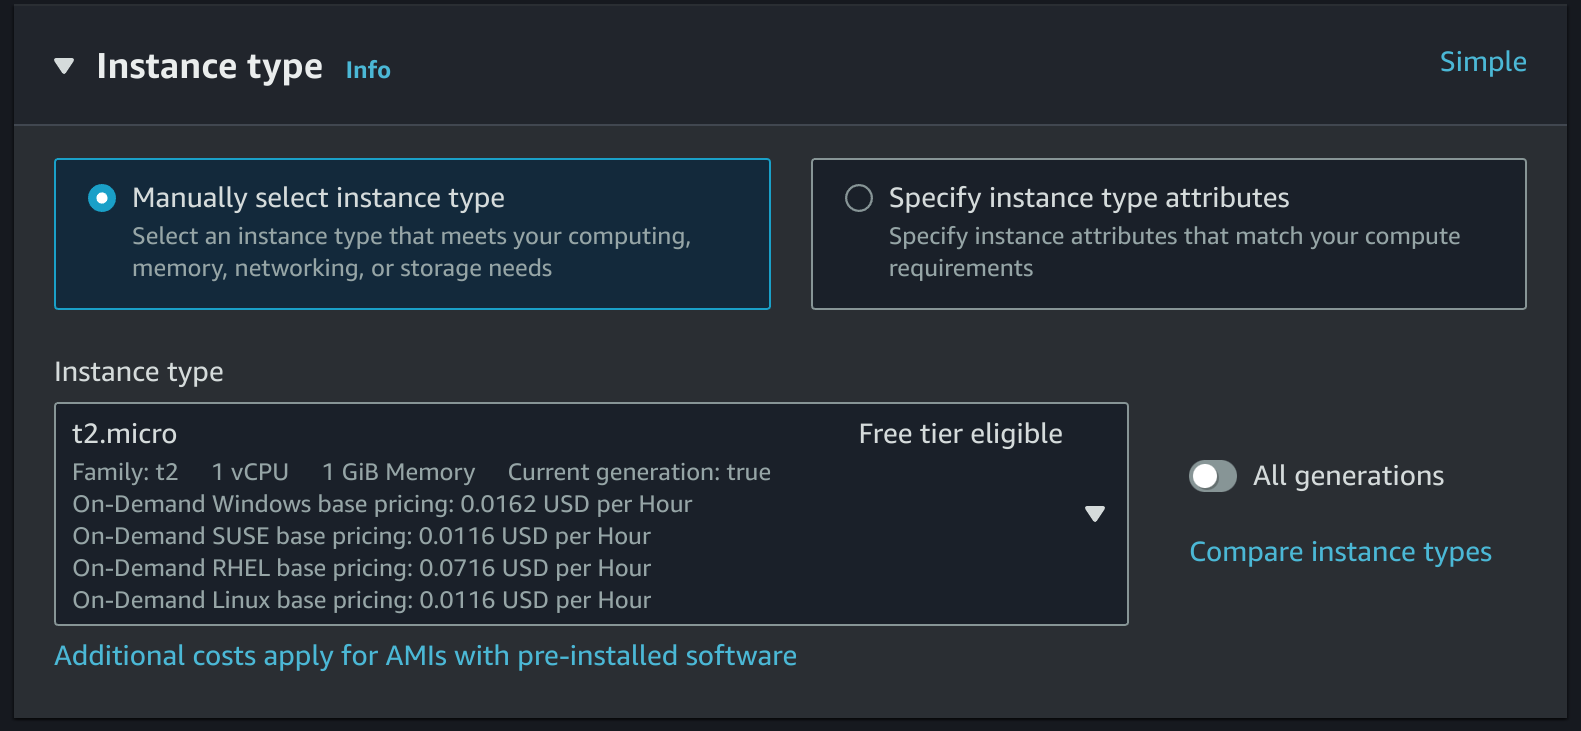 Instance type Info
Simple
Manually select instance type
Select an instance type that meets your computing,
memory, networking, or storage needs
Specify instance type attributes
Specify instance attributes that match your compute
requirements
Instance type
t2.micro Free tier eligible
Family: t2 1 vCPU 1 GiB Memory Current generation: true
On-Demand Windows base pricing: 0.0162 USD per Hour
On-Demand SUSE base pricing: 0.0116 USD per Hour
On-Demand RHEL base pricing: 0.0716 USD per Hour
On-Demand Linux base pricing: 0.0116 USD per Hour
All generations
Compare instance types
Additional costs apply for AMIs with pre-installed software